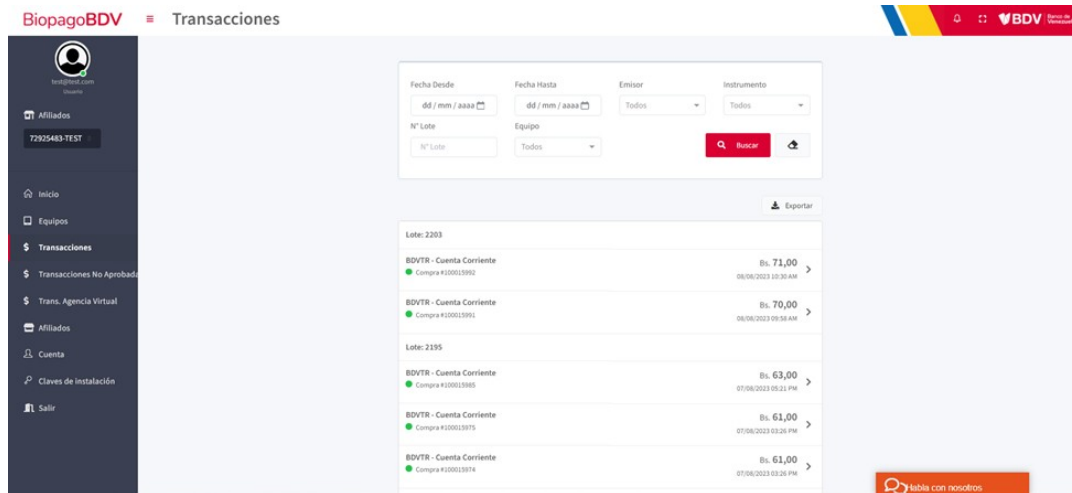 BiopagoBDV
Transacciones
BDV Banco de Venezuela
test@test.com
Usuario
Afiliados
72925483-TEST
Inicio
Equipos
Transacciones
Transacciones No Aprobada
Trans. Agencia Virtual
Afiliados
Cuenta
Claves de instalación
Salir
Fecha Desde
Fecha Hasta
Emisor
Instrumento
dd / mm / aaaa
dd / mm / aaaa
Todos
Todos
N° Lote
Equipo
N° Lote
Todos
Buscar
Exportar
Lote: 2203
BDVTR - Cuenta Corriente
Bs. 71,00
Compra #100015992
08/08/2023 10:30 AM
BDVTR - Cuenta Corriente
Bs. 70,00
Compra #100015991
08/08/2023 09:58 AM
Lote: 2195
BDVTR - Cuenta Corriente
Bs. 63,00
Compra #100015985
07/08/2023 05:21 PM
BDVTR - Cuenta Corriente
Bs. 61,00
Compra #100015975
07/08/2023 03:26 PM
BDVTR - Cuenta Corriente
Bs. 61,00
Compra #100015974
07/08/2023 03:26 PM
Habla con nosotros